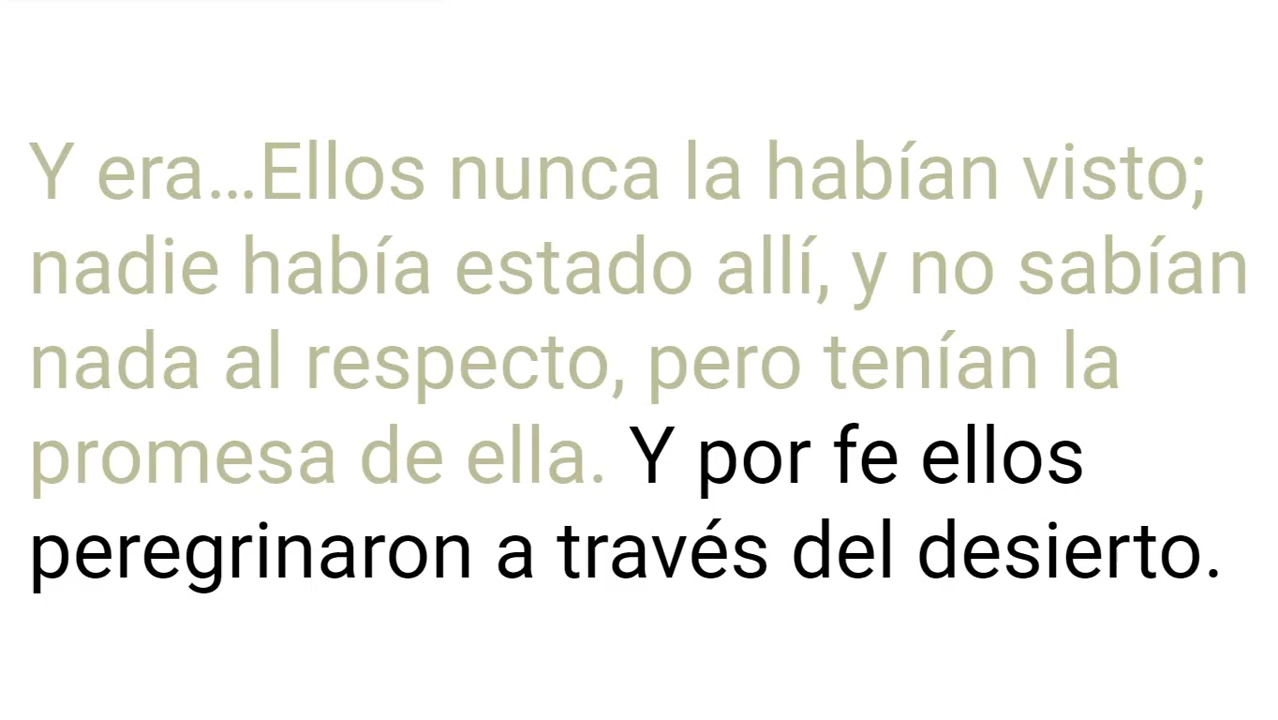 Y era…Ellos nunca la habían visto;
nadie había estado allí, y no sabían
nada al respecto, pero tenían la
promesa de ella. Y por fe ellos
peregrinaron a través del desierto.